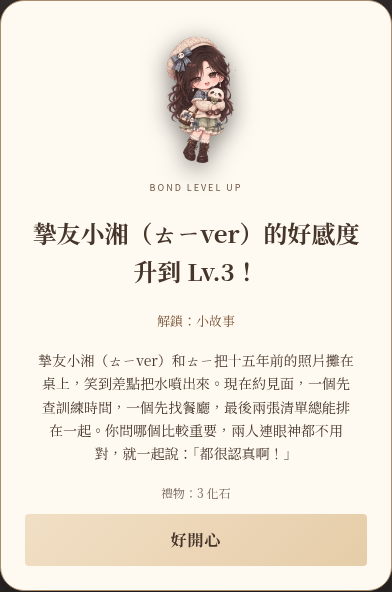 BOND LEVEL UP
摯友小湘（ㄊㄧver）的好感度
升到 Lv.3！
解鎖：小故事
摯友小湘（ㄊㄧver）和ㄊㄧ把十五年前的照片攤在
桌上，笑到差點把水噴出來。現在約見面，一個先
查訓練時間，一個先找餐廳，最後兩張清單總能排
在一起。你問哪個比較重要，兩人連眼神都不用
對，就一起說：「都很認真啊！」
禮物：3 化石
好開心